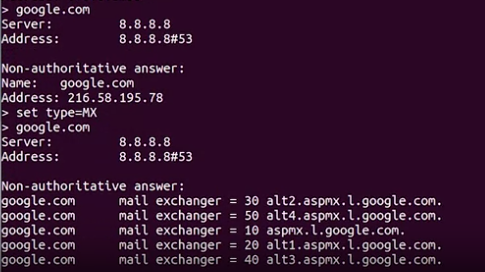 > google.com
Server: 8.8.8.8
Address: 8.8.8.8#53
Non-authoritative answer:
Name: google.com
Address: 216.58.195.78
> set type=MX
> google.com
Server: 8.8.8.8
Address: 8.8.8.8#53
Non-authoritative answer:
google.com mail exchanger = 30 alt2.aspmx.l.google.com.
google.com mail exchanger = 50 alt4.aspmx.l.google.com.
google.com mail exchanger = 10 aspmx.l.google.com.
google.com mail exchanger = 20 alt1.aspmx.l.google.com.
google.com mail exchanger = 40 alt3.aspmx.l.google.com.